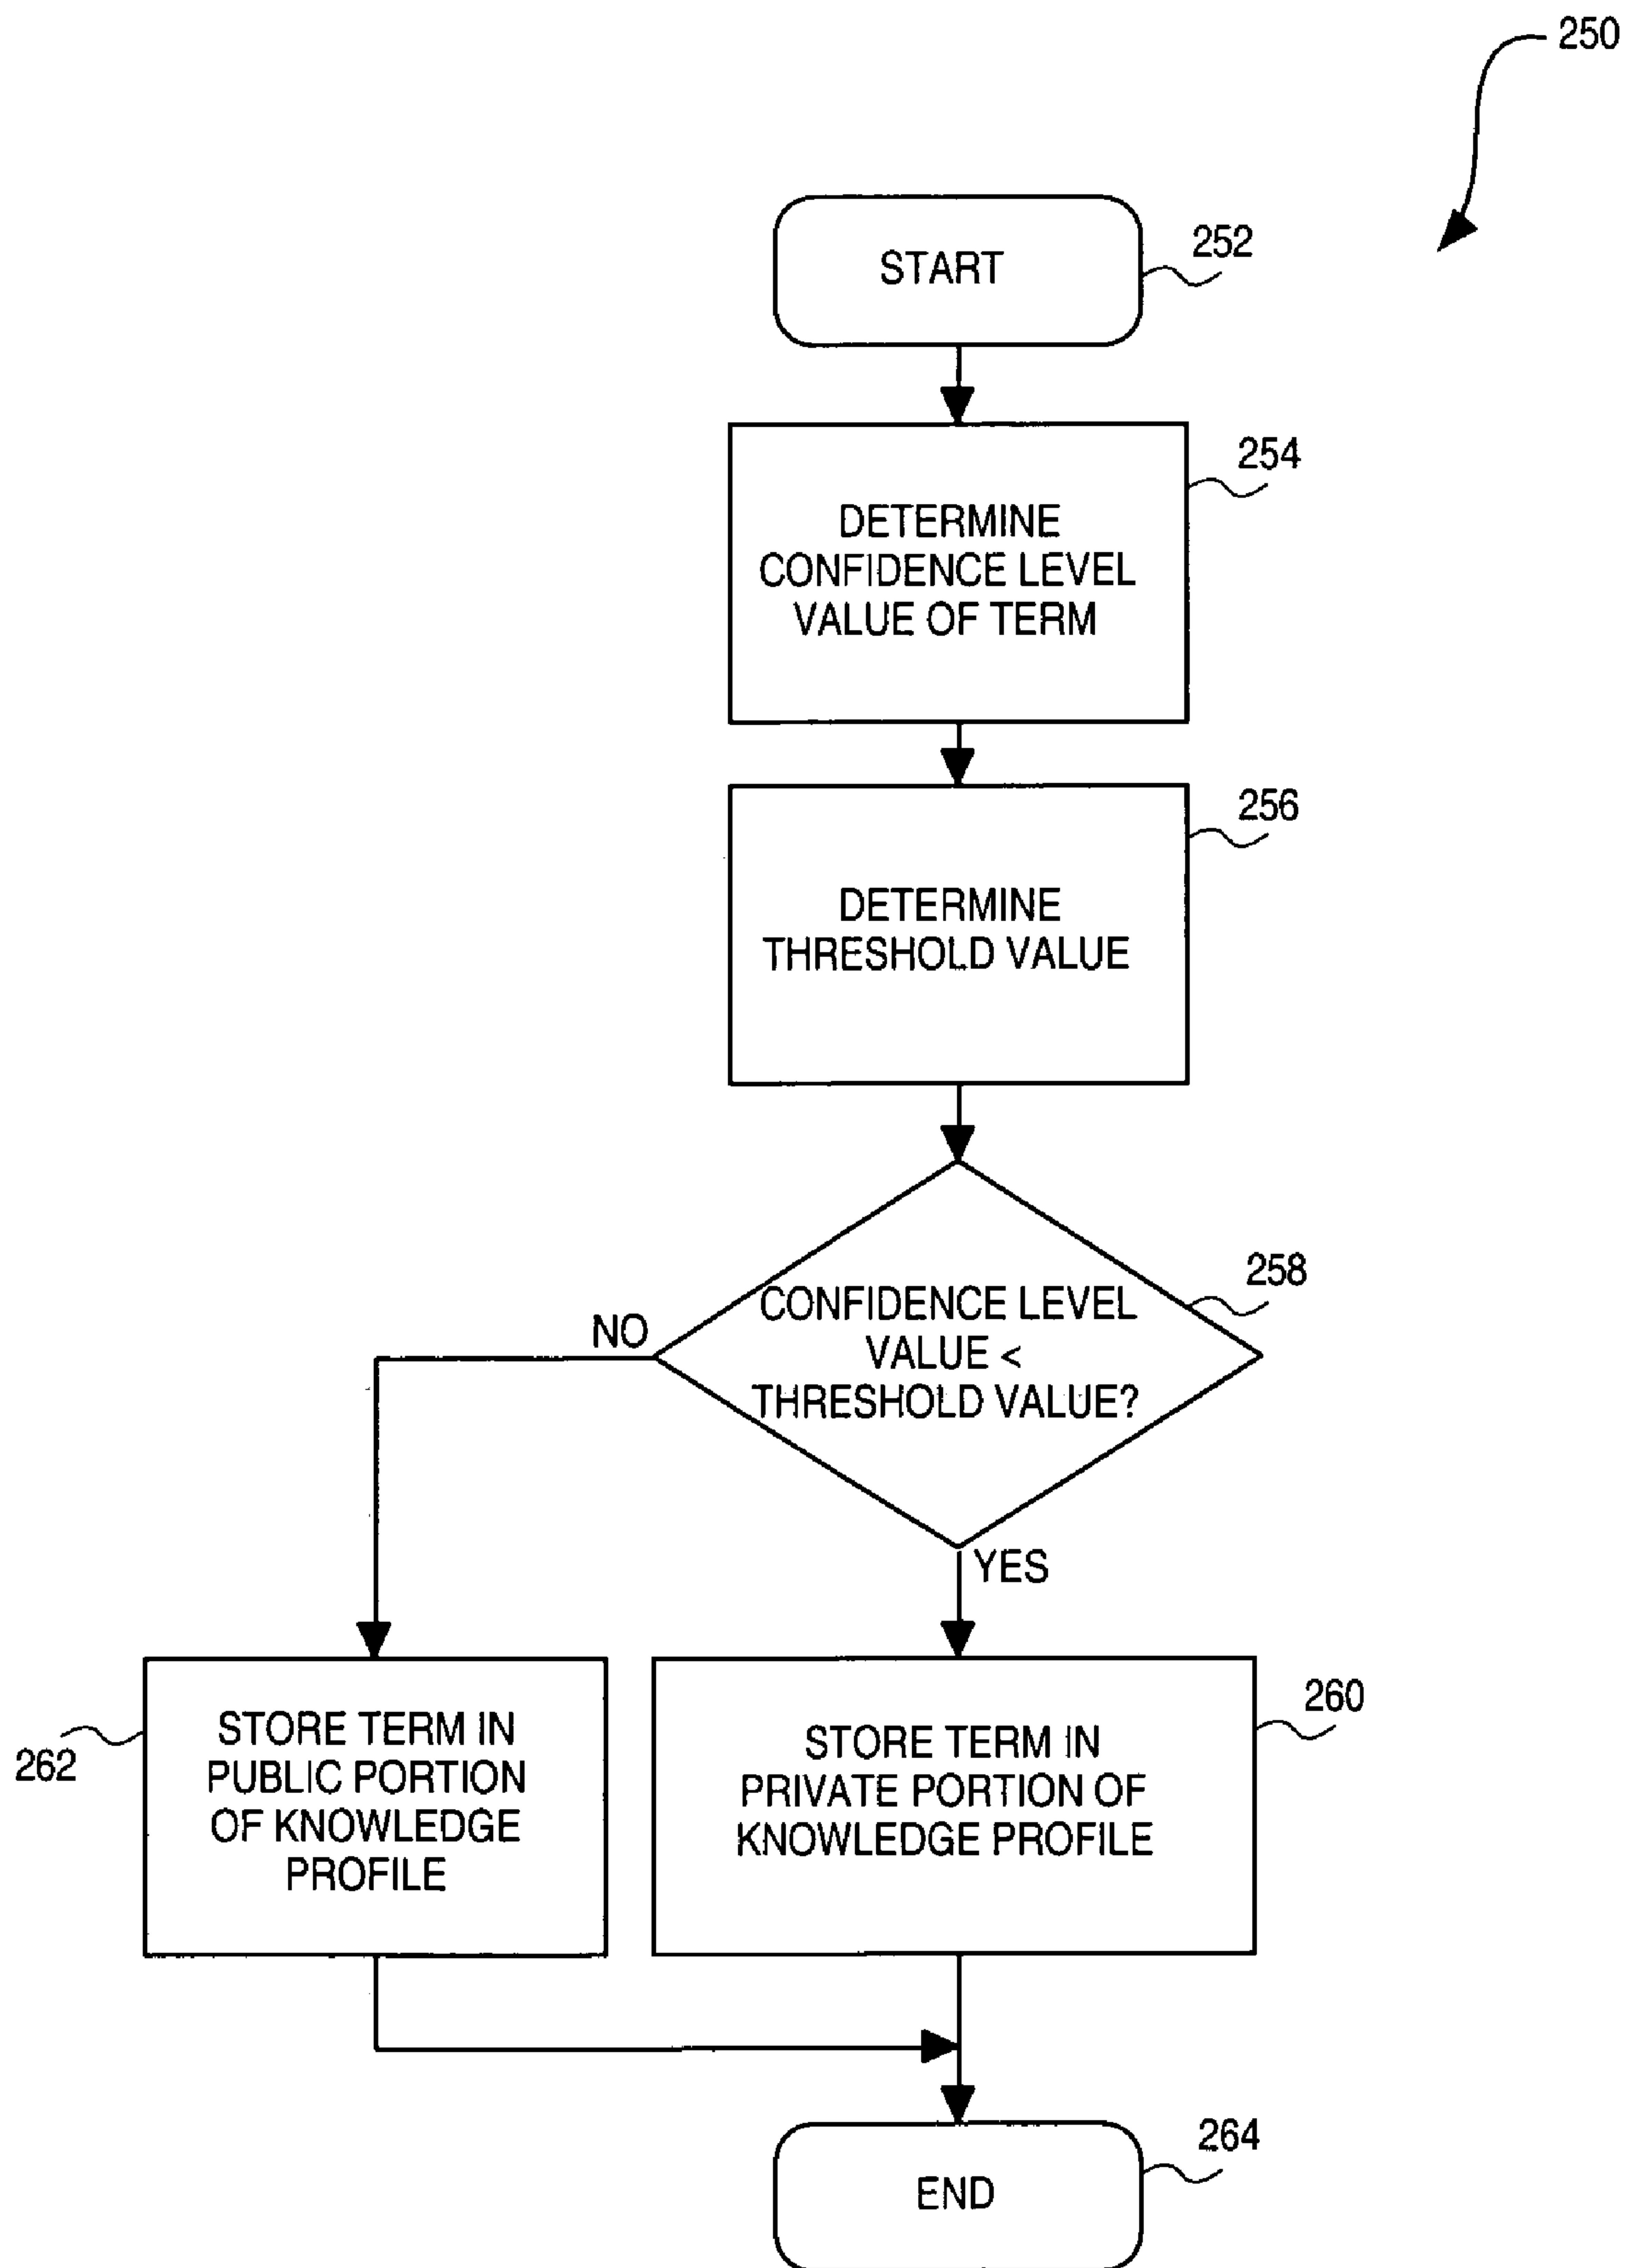 250
START
252
254
DETERMINE
CONFIDENCE LEVEL
VALUE OF TERM
256
DETERMINE
THRESHOLD VALUE
258
CONFIDENCE LEVEL
VALUE <
THRESHOLD VALUE?
NO
YES
262
STORE TERM IN
PUBLIC PORTION
OF KNOWLEDGE
PROFILE
260
STORE TERM IN
PRIVATE PORTION OF
KNOWLEDGE PROFILE
264
END